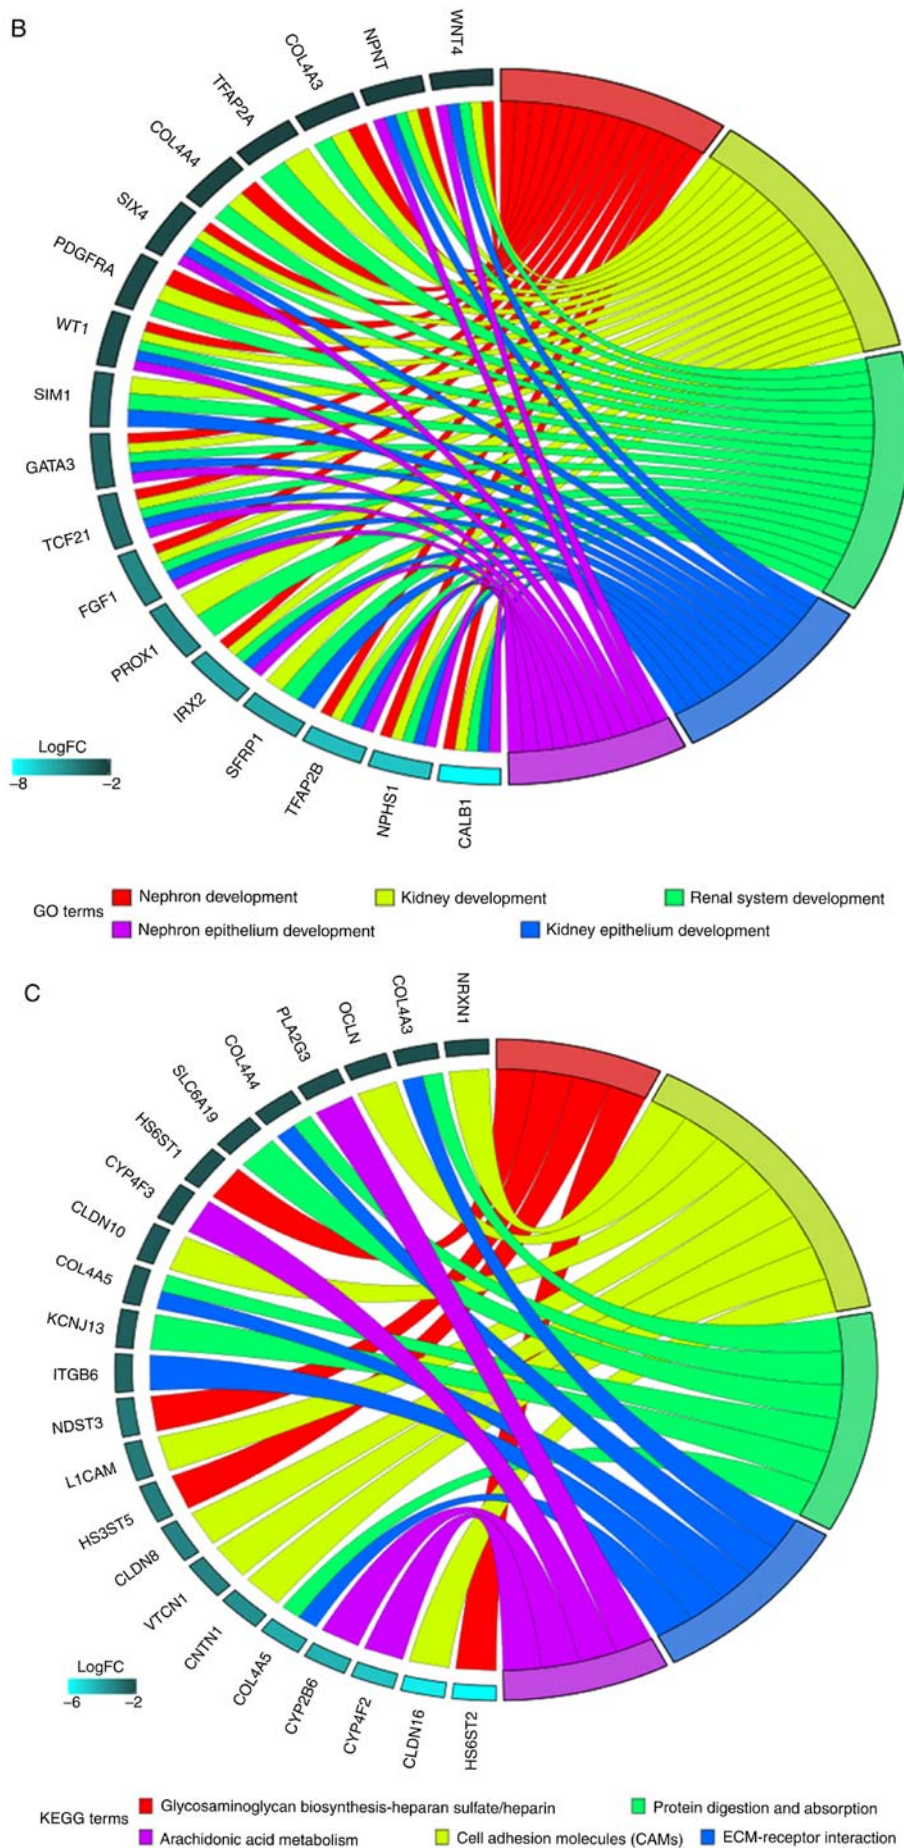 B
WNT4
NPNT
COL4A3
TFAP2A
COL4A4
SIX4
PDGFRA
WT1
SIM1
GATA3
TCF21
FGF1
PROX1
IRX2
SFRP1
TFAP2B
NPHS1
CALB1
LogFC
−8 −2
GO terms
Nephron development Kidney development Renal system development
Nephron epithelium development Kidney epithelium development
C
NRXN1
COL4A3
OCLN
PLA2G3
COL4A4
SLC6A19
HS6ST1
CYP4F3
CLDN10
COL4A5
KCNJ13
ITGB6
NDST3
L1CAM
HS3ST5
CLDN8
VTCN1
CNTN1
COL4A5
CYP2B6
CYP4F2
CLDN16
HS6ST2
LogFC
−6 −2
KEGG terms
Glycosaminoglycan biosynthesis-heparan sulfate/heparin Protein digestion and absorption
Arachidonic acid metabolism Cell adhesion molecules (CAMs) ECM-receptor interaction